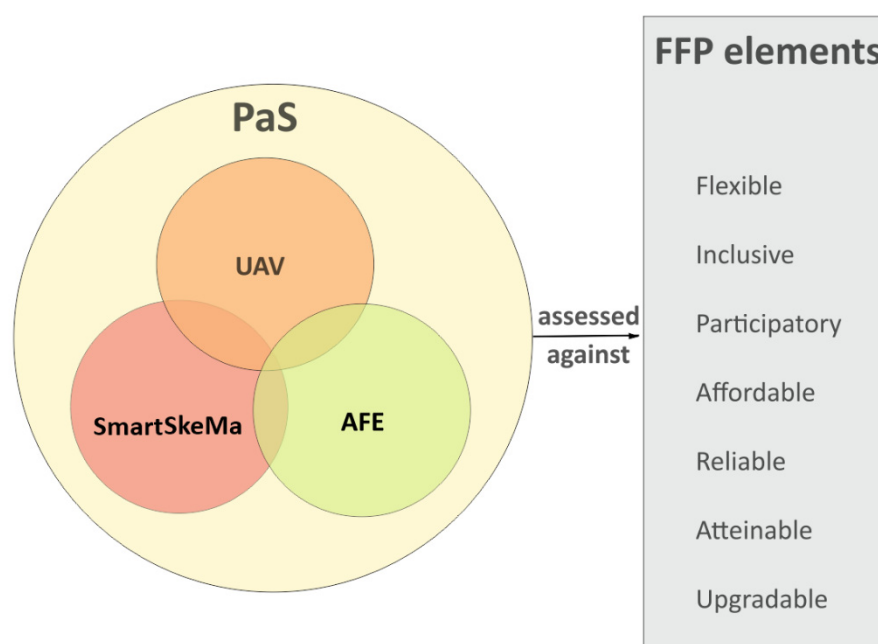 PaS
UAV
SmartSkeMa
AFE
assessed
against
FFP elements
Flexible
Inclusive
Participatory
Affordable
Reliable
Atteinable
Upgradable